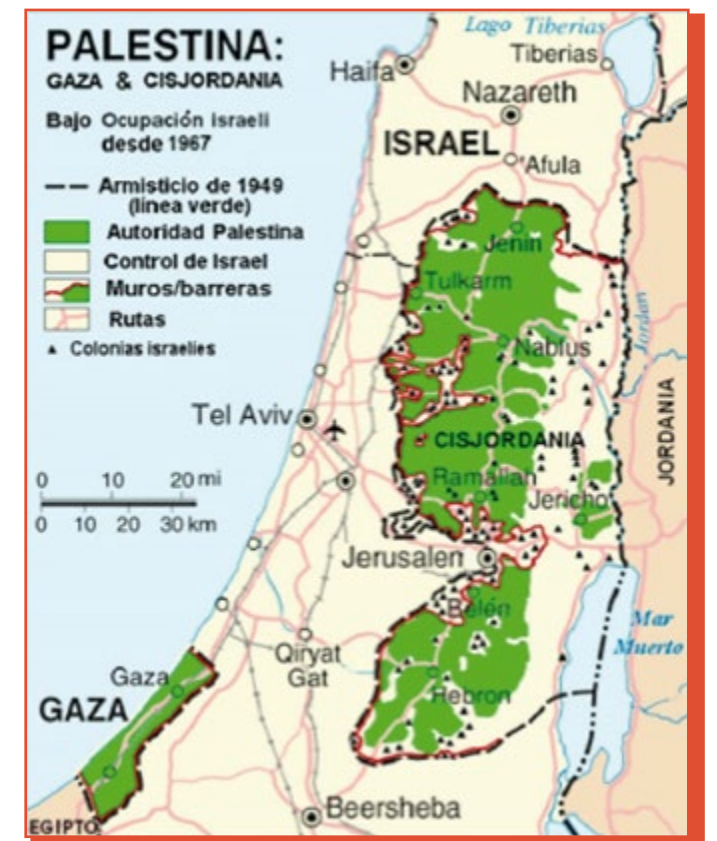 PALESTINA:
GAZA & CISJORDANIA
Bajo Ocupación israeli
desde 1967
Armisticio de 1949
(línea verde)
Autoridad Palestina
Control de Israel
Muros/barreras
Rutas
Colonias israelies
Lago Tiberias
Tiberias
Haifa
Nazareth
ISRAEL
Afula
Jenin
Tulkarm
Nablus
Jordan
JORDANIA
Tel Aviv
CISJORDANIA
0 10 20 mi
0 10 20 30 km
Ramallah
Jericho
Jerusalen
Belén
Mar
Muerto
Qiryat
Gat
Gaza
GAZA
Hebron
Beersheba
EGIPTO